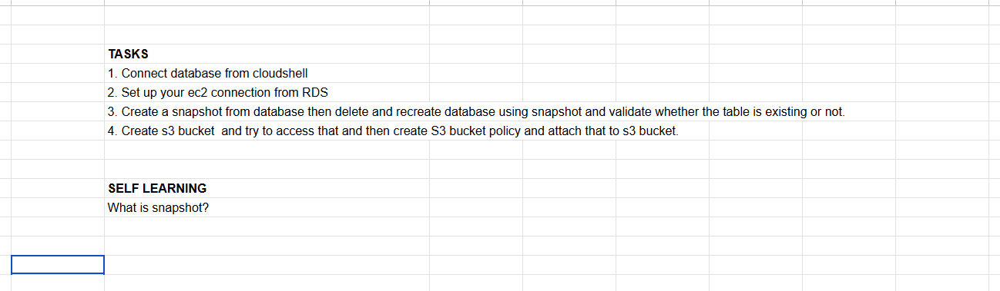 TASKS
1. Connect database from cloudshell
2. Set up your ec2 connection from RDS
3. Create a snapshot from database then delete and recreate database using snapshot and validate whether the table is existing or not.
4. Create s3 bucket  and try to access that and then create S3 bucket policy and attach that to s3 bucket.
SELF LEARNING
What is snapshot?